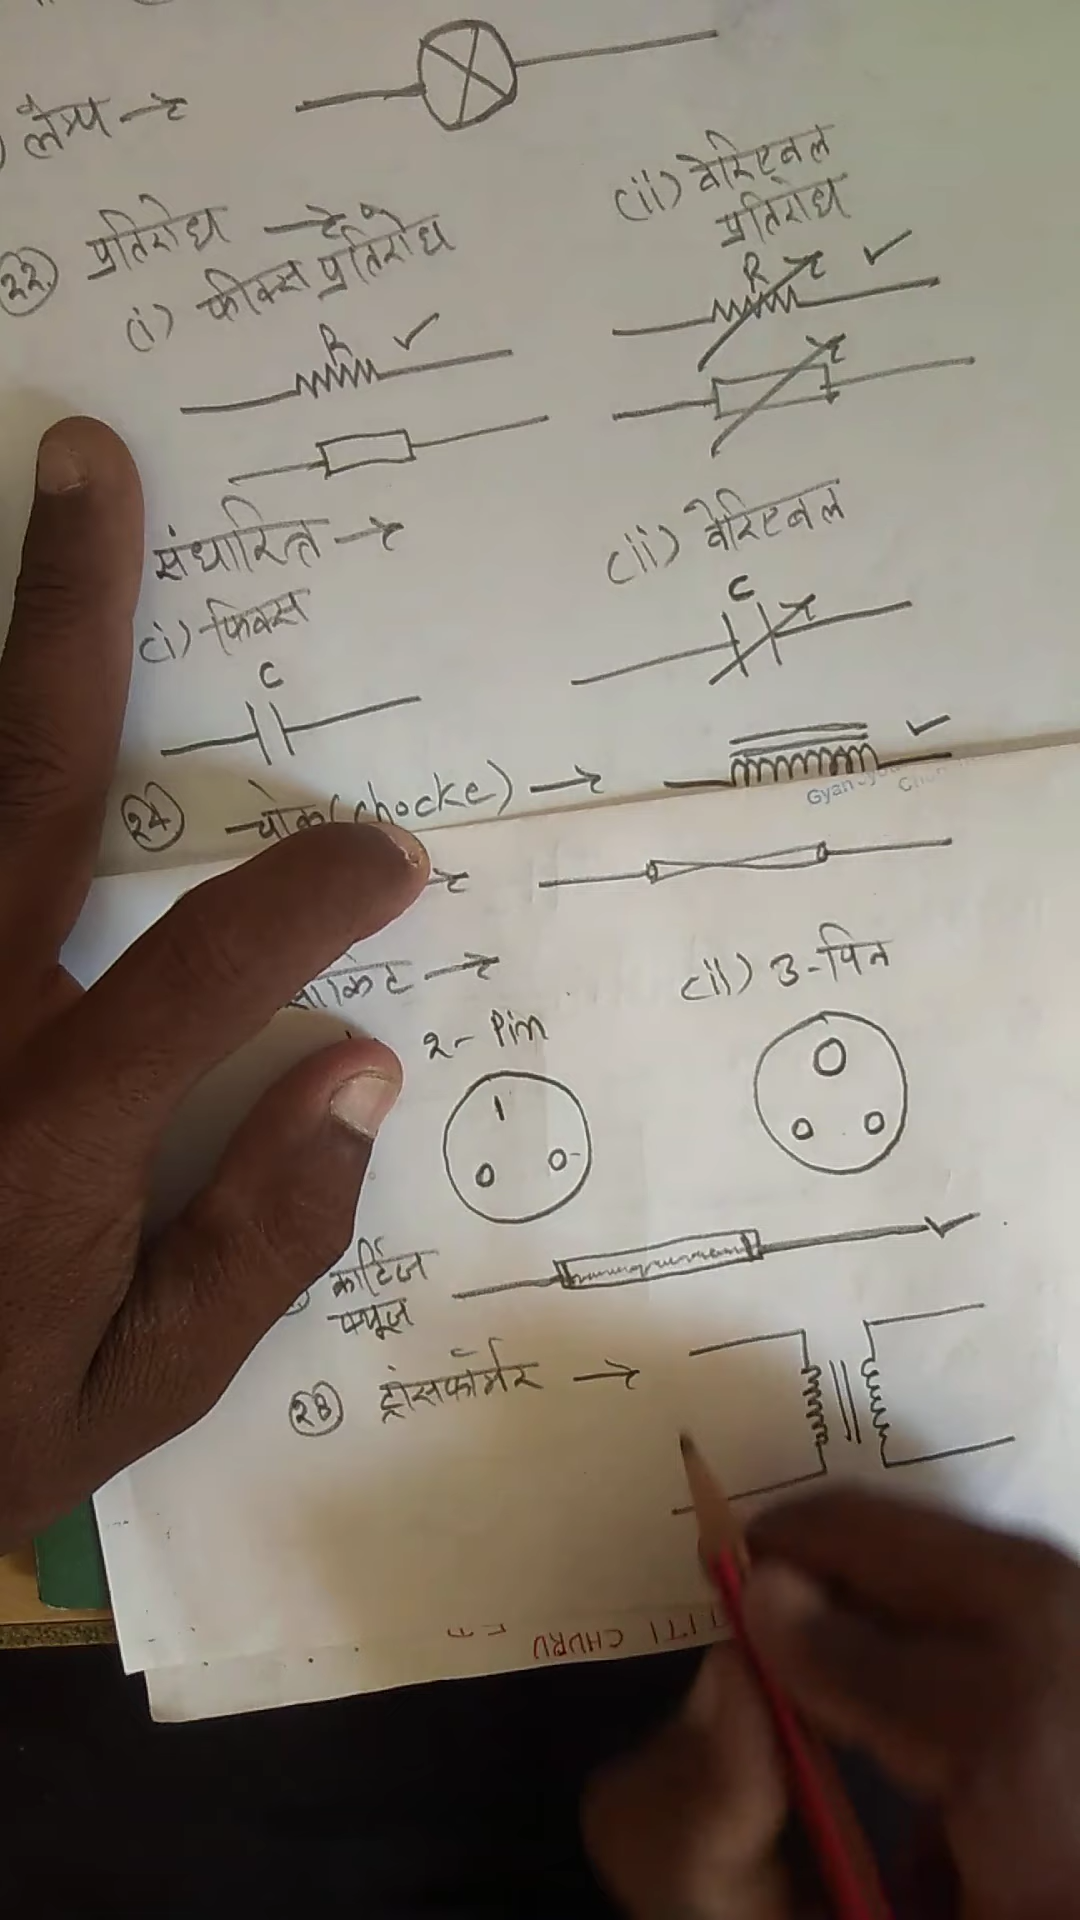 लेम्प →
(ii) वेरिएबल
प्रतिरोध
22. प्रतिरोध →
(i) फीक्स प्रतिरोध
R
R
संधारित्र →
(ii) वेरिएबल
(i) फिक्स
C
C
24 चोक (chocke) →
→
साकेट →
(ii) 3-पिन
2- Pin
कार्टिज
फ्यूज
28 ट्रांसफॉर्मर →
ITI CHURU